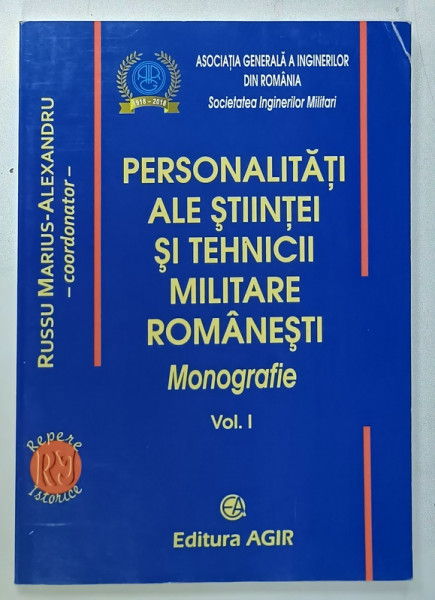 ASOCIAȚIA GENERALĂ A INGINERILOR
DIN ROMÂNIA
Societatea Inginerilor Militari
1918 - 2018
RUSSU MARIUS-ALEXANDRU
– coordonator –
PERSONALITĂȚI
ALE ȘTIINȚEI
ȘI TEHNICII
MILITARE
ROMÂNEȘTI
Monografie
Vol. I
Repere
RI
Istorice
Editura AGIR